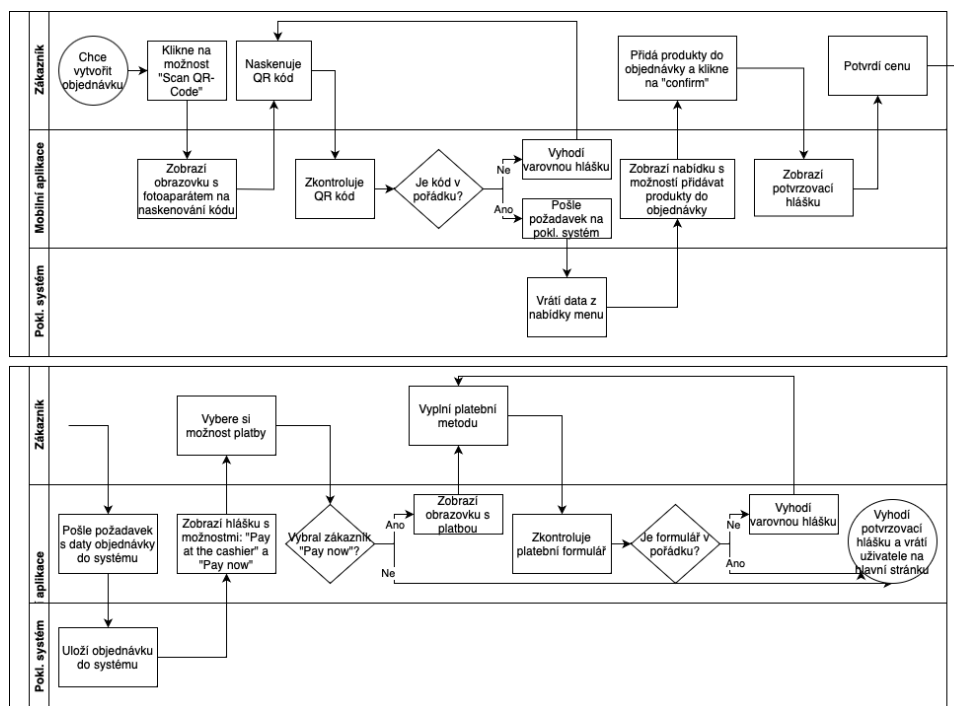 Zákazník
Chce
vytvořit
objednávku
Klikne na
možnost
"Scan QR-
Code"
Naskenuje
QR kód
Přidá produkty do
objednávky a klikne
na "confirm"
Potvrdí cenu
Mobilní aplikace
Zobrazí
obrazovku s
fotoaparátem na
naskenování kódu
Zkontroluje
QR kód
Je kód v
pořádku?
Ne
Ano
Vyhodí
varovnou hlášku
Pošle
požadavek na
pokl. systém
Zobrazí nabídku s
možností přidávat
produkty do
objednávky
Zobrazí
potvrzovací
hlášku
Pokl. systém
Vrátí data z
nabídky menu
Zákazník
Vybere si
možnost platby
Vyplní platební
metodu
aplikace
Pošle požadavek
s daty objednávky
do systému
Zobrazí hlášku s
možnostmi: "Pay
at the cashier" a
"Pay now"
Vybral zákazník
"Pay now"?
Ano
Ne
Zobrazí
obrazovku s
platbou
Zkontroluje
platební formulář
Je formulář v
pořádku?
Ne
Ano
Vyhodí
varovnou hlášku
Vyhodí
potvrzovací
hlášku a vrátí
uživatele na
hlavní stránku
Pokl. systém
Uloží objednávku
do systému